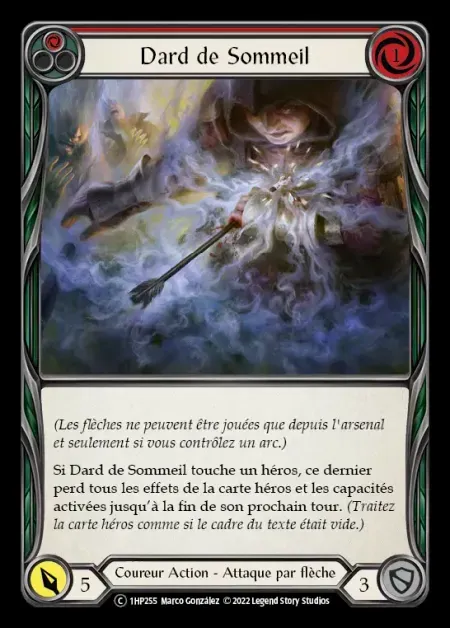 Dard de Sommeil
1
(Les flèches ne peuvent être jouées que depuis l'arsenal
et seulement si vous contrôlez un arc.)
Si Dard de Sommeil touche un héros, ce dernier
perd tous les effets de la carte héros et les capacités
activées jusqu'à la fin de son prochain tour. (Traitez
la carte héros comme si le cadre du texte était vide.)
5
Coureur Action - Attaque par flèche
3
C 1HP255 Marco González © 2022 Legend Story Studios